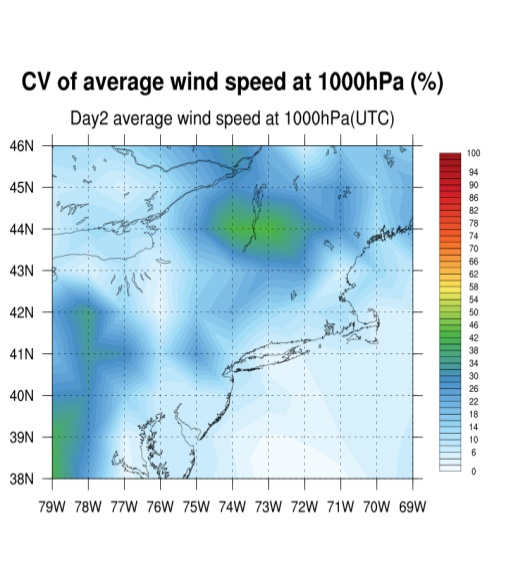 CV of average wind speed at 1000hPa (%)
Day2 average wind speed at 1000hPa(UTC)
46N
45N
44N
43N
42N
41N
40N
39N
38N
79W 78W 77W 76W 75W 74W 73W 72W 71W 70W 69W
100
94
90
86
82
78
74
70
66
62
58
54
50
46
42
38
34
30
26
22
18
14
10
6
0